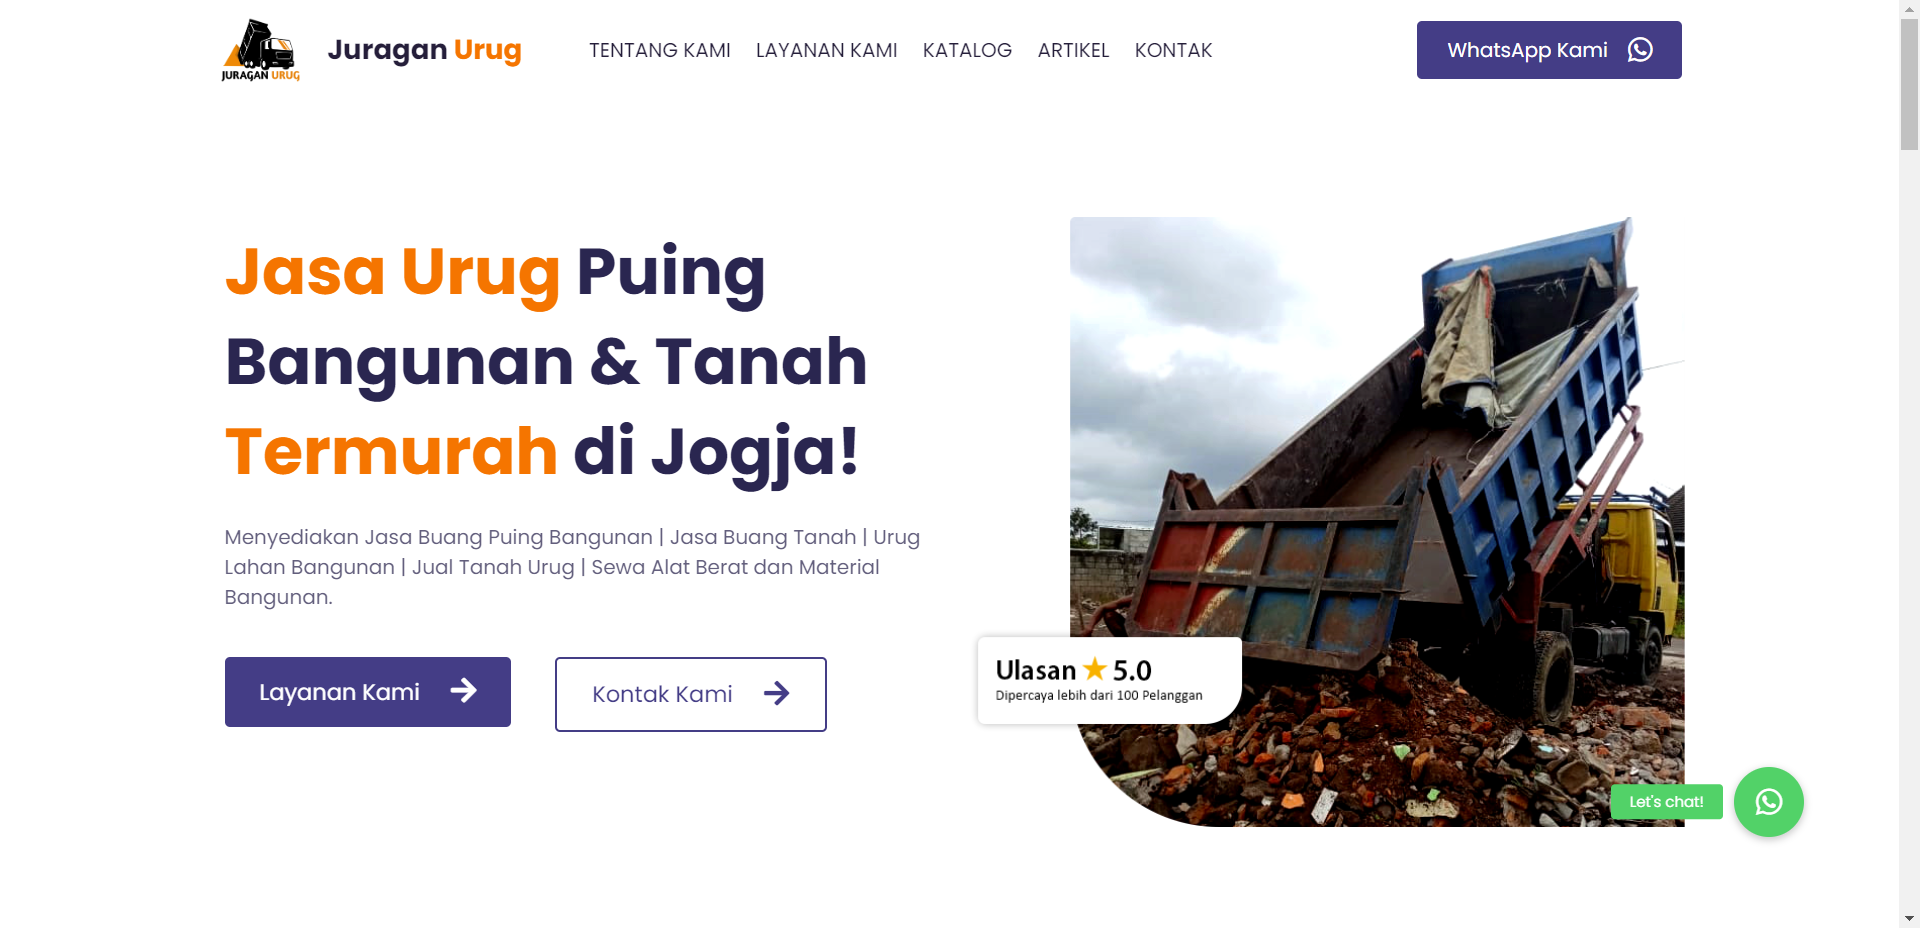 JURAGAN URUG
Juragan Urug
TENTANG KAMI
LAYANAN KAMI
KATALOG
ARTIKEL
KONTAK
WhatsApp Kami
Jasa Urug Puing
Bangunan & Tanah
Termurah di Jogja!
Menyediakan Jasa Buang Puing Bangunan | Jasa Buang Tanah | Urug
Lahan Bangunan | Jual Tanah Urug | Sewa Alat Berat dan Material
Bangunan.
Layanan Kami
Kontak Kami
Ulasan ★ 5.0
Dipercaya lebih dari 100 Pelanggan
Let's chat!